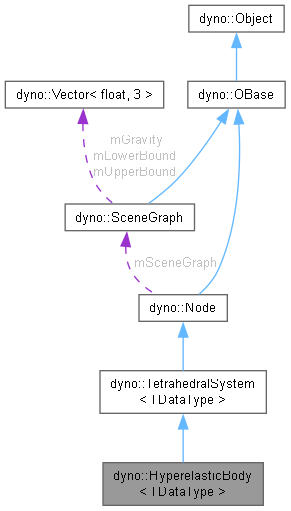 dyno::Object
dyno::Vector< float, 3 >
dyno::OBase
mGravity
mLowerBound
mUpperBound
dyno::SceneGraph
mSceneGraph
dyno::Node
dyno::TetrahedralSystem
< TDataType >
dyno::HyperelasticBody
< TDataType >